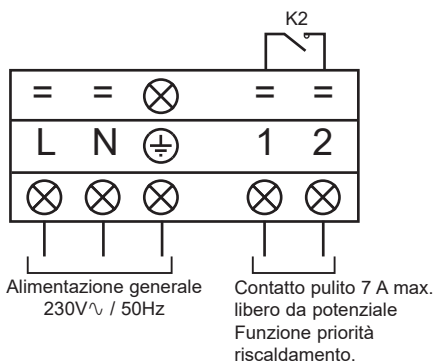 K2
= = = =
L N 1 2
Alimentazione generale
230V∿ / 50Hz
Contatto pulito 7 A max.
libero da potenziale
Funzione priorità
riscaldamento.